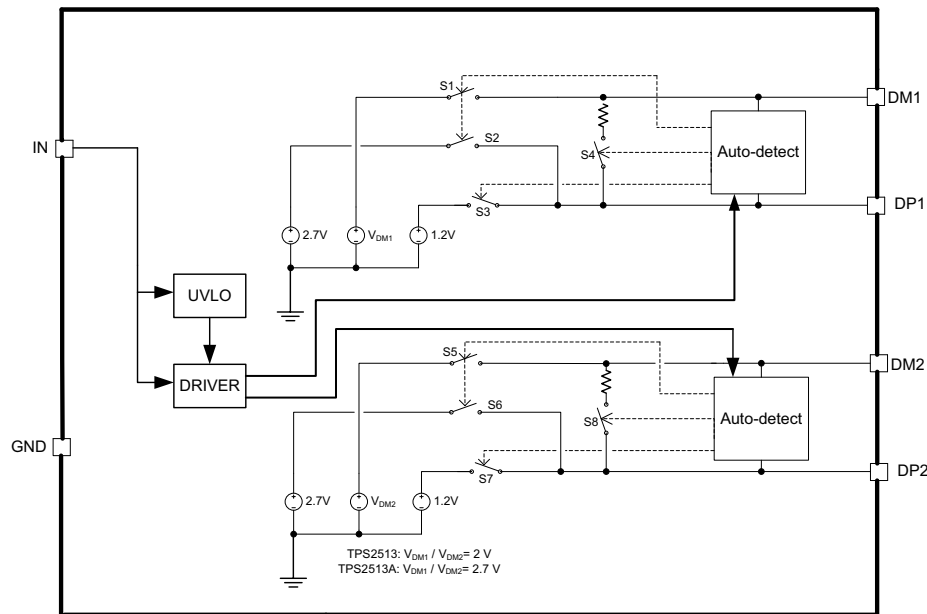 S1
DM1
S2
IN
S4
Auto-detect
S3
DP1
2.7V
VDM1
1.2V
UVLO
S5
DM2
DRIVER
S6
Auto-detect
S8
GND
S7
DP2
2.7V
VDM2
1.2V
TPS2513: VDM1 / VDM2= 2 V
TPS2513A: VDM1 / VDM2= 2.7 V